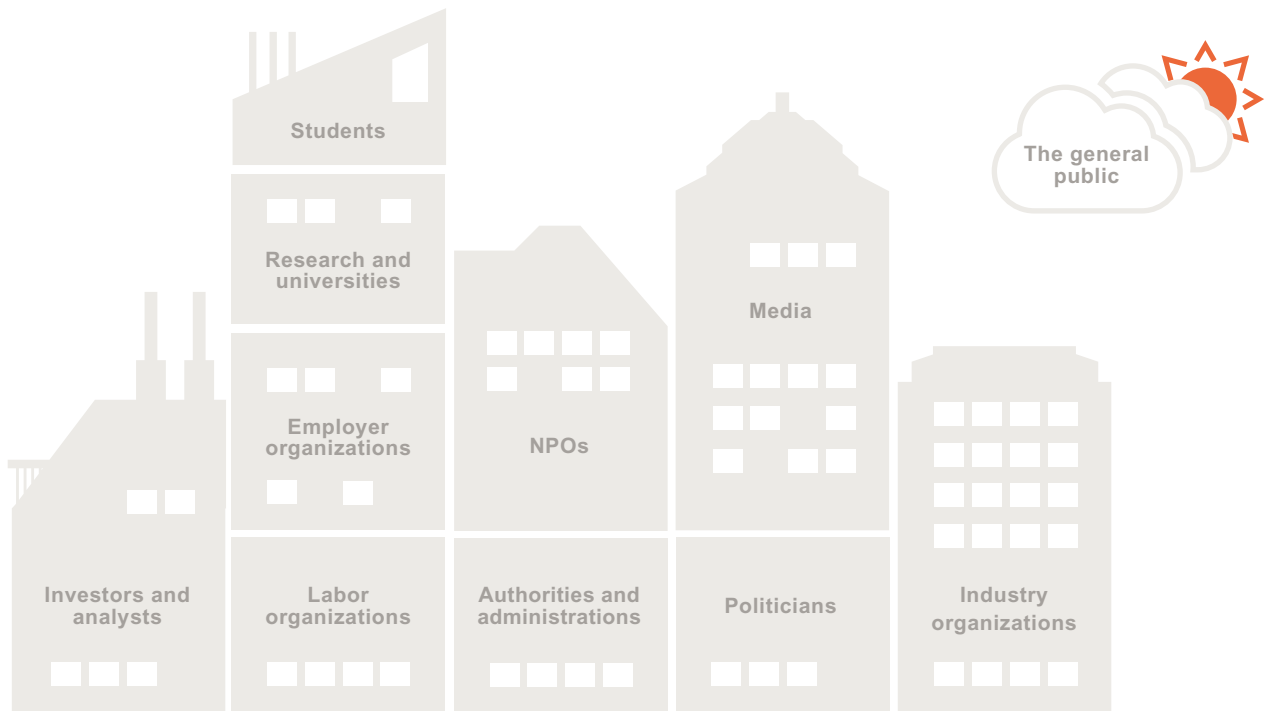 Students
The general
public
Research and
universities
Media
Employer
organizations
NPOs
Investors and
analysts
Labor
organizations
Authorities and
administrations
Politicians
Industry
organizations